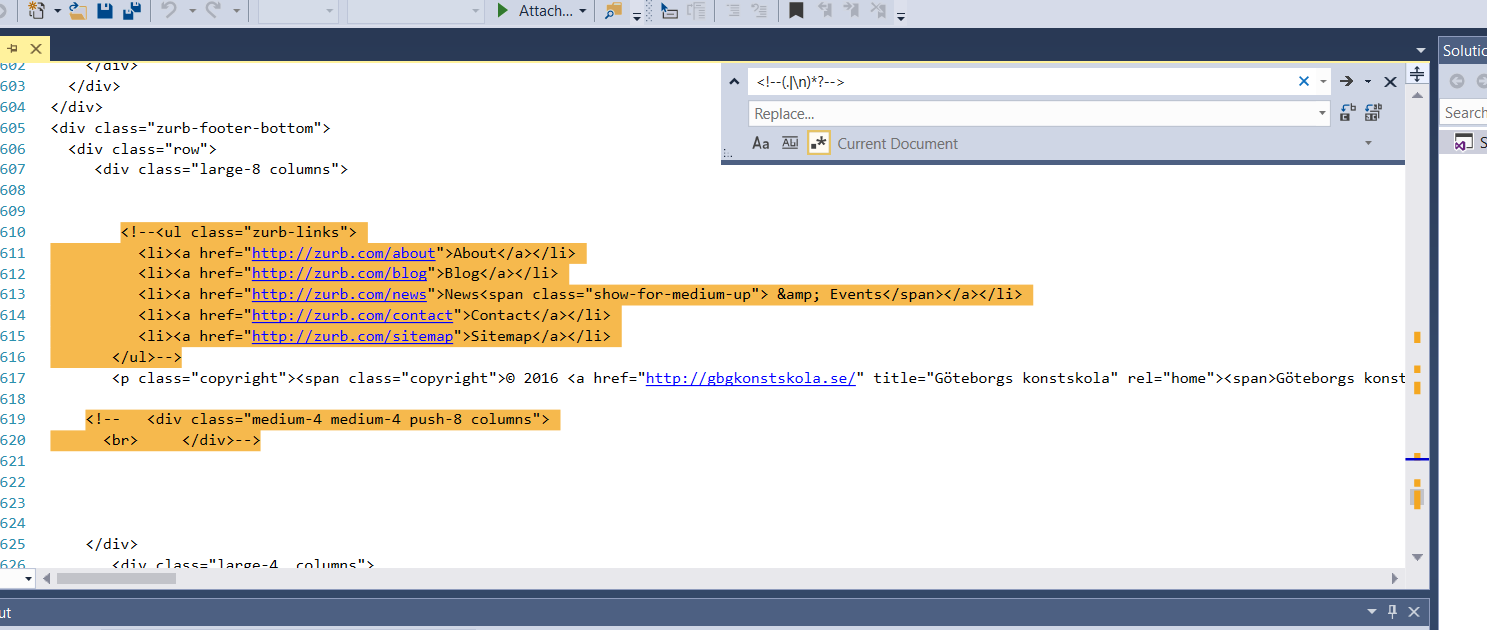 Attach...
Solutio
602 </div>
603 </div>
604 </div>
605 <div class="zurb-footer-bottom">
606 <div class="row">
607 <div class="large-8 columns">
608
609
610 <!--<ul class="zurb-links">
611 <li><a href="http://zurb.com/about">About</a></li>
612 <li><a href="http://zurb.com/blog">Blog</a></li>
613 <li><a href="http://zurb.com/news">News<span class="show-for-medium-up"> &amp; Events</span></a></li>
614 <li><a href="http://zurb.com/contact">Contact</a></li>
615 <li><a href="http://zurb.com/sitemap">Sitemap</a></li>
616 </ul>-->
617 <p class="copyright"><span class="copyright">© 2016 <a href="http://gbgkonstskola.se/" title="Göteborgs konstskola" rel="home"><span>Göteborgs konst
618
619 <!-- <div class="medium-4 medium-4 push-8 columns">
620 <br> </div>-->
621
622
623
624
625 </div>
626 <div class="large-4 columns">
<!--(.|\n)*?-->
Replace...
Aa Ab| .* Current Document
Search
S
ut